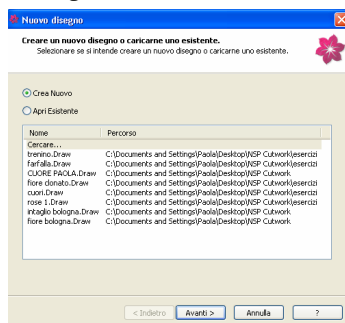 Nuovo disegno
Creare un nuovo disegno o caricarne uno esistente.
Selezionare se si intende creare un nuovo disegno o caricarne uno esistente.
Crea Nuovo
Apri Esistente
Nome Percorso
Cercare...
trenino.Draw C:\Documents and Settings\Paola\Desktop\NSP Cutwork\esercizi
farfalla.Draw C:\Documents and Settings\Paola\Desktop\NSP Cutwork\esercizi
CUORE PAOLA.Draw C:\Documents and Settings\Paola\Desktop\NSP Cutwork
fiore donato.Draw C:\Documents and Settings\Paola\Desktop\NSP Cutwork\esercizi
cuori.Draw C:\Documents and Settings\Paola\Desktop\NSP Cutwork\esercizi
rose 1.Draw C:\Documents and Settings\Paola\Desktop\NSP Cutwork\esercizi
intaglio bologna.Draw C:\Documents and Settings\Paola\Desktop\NSP Cutwork
fiore bologna.Draw C:\Documents and Settings\Paola\Desktop\NSP Cutwork
< Indietro Avanti > Annulla ?